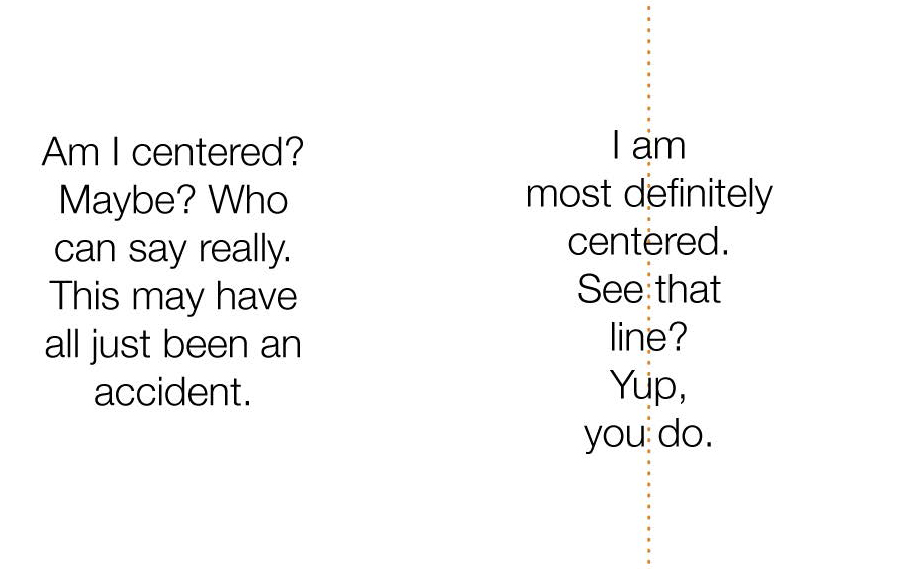 Am I centered?
Maybe? Who
can say really.
This may have
all just been an
accident.
I am
most definitely
centered.
See that
line?
Yup,
you do.